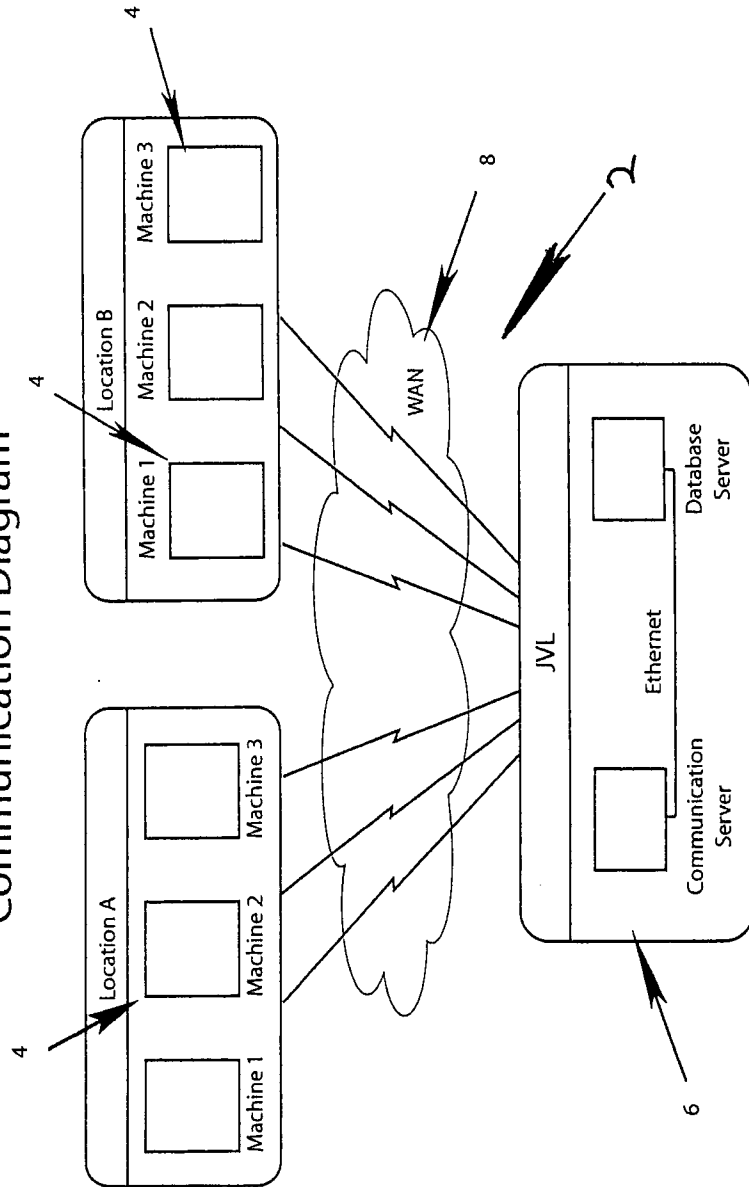 Communication Diagram
4
4
4
Location A
Machine 1
Machine 2
Machine 3
Location B
Machine 1
Machine 2
Machine 3
WAN
8
2
JVL
Communication
Server
Ethernet
Database
Server
6